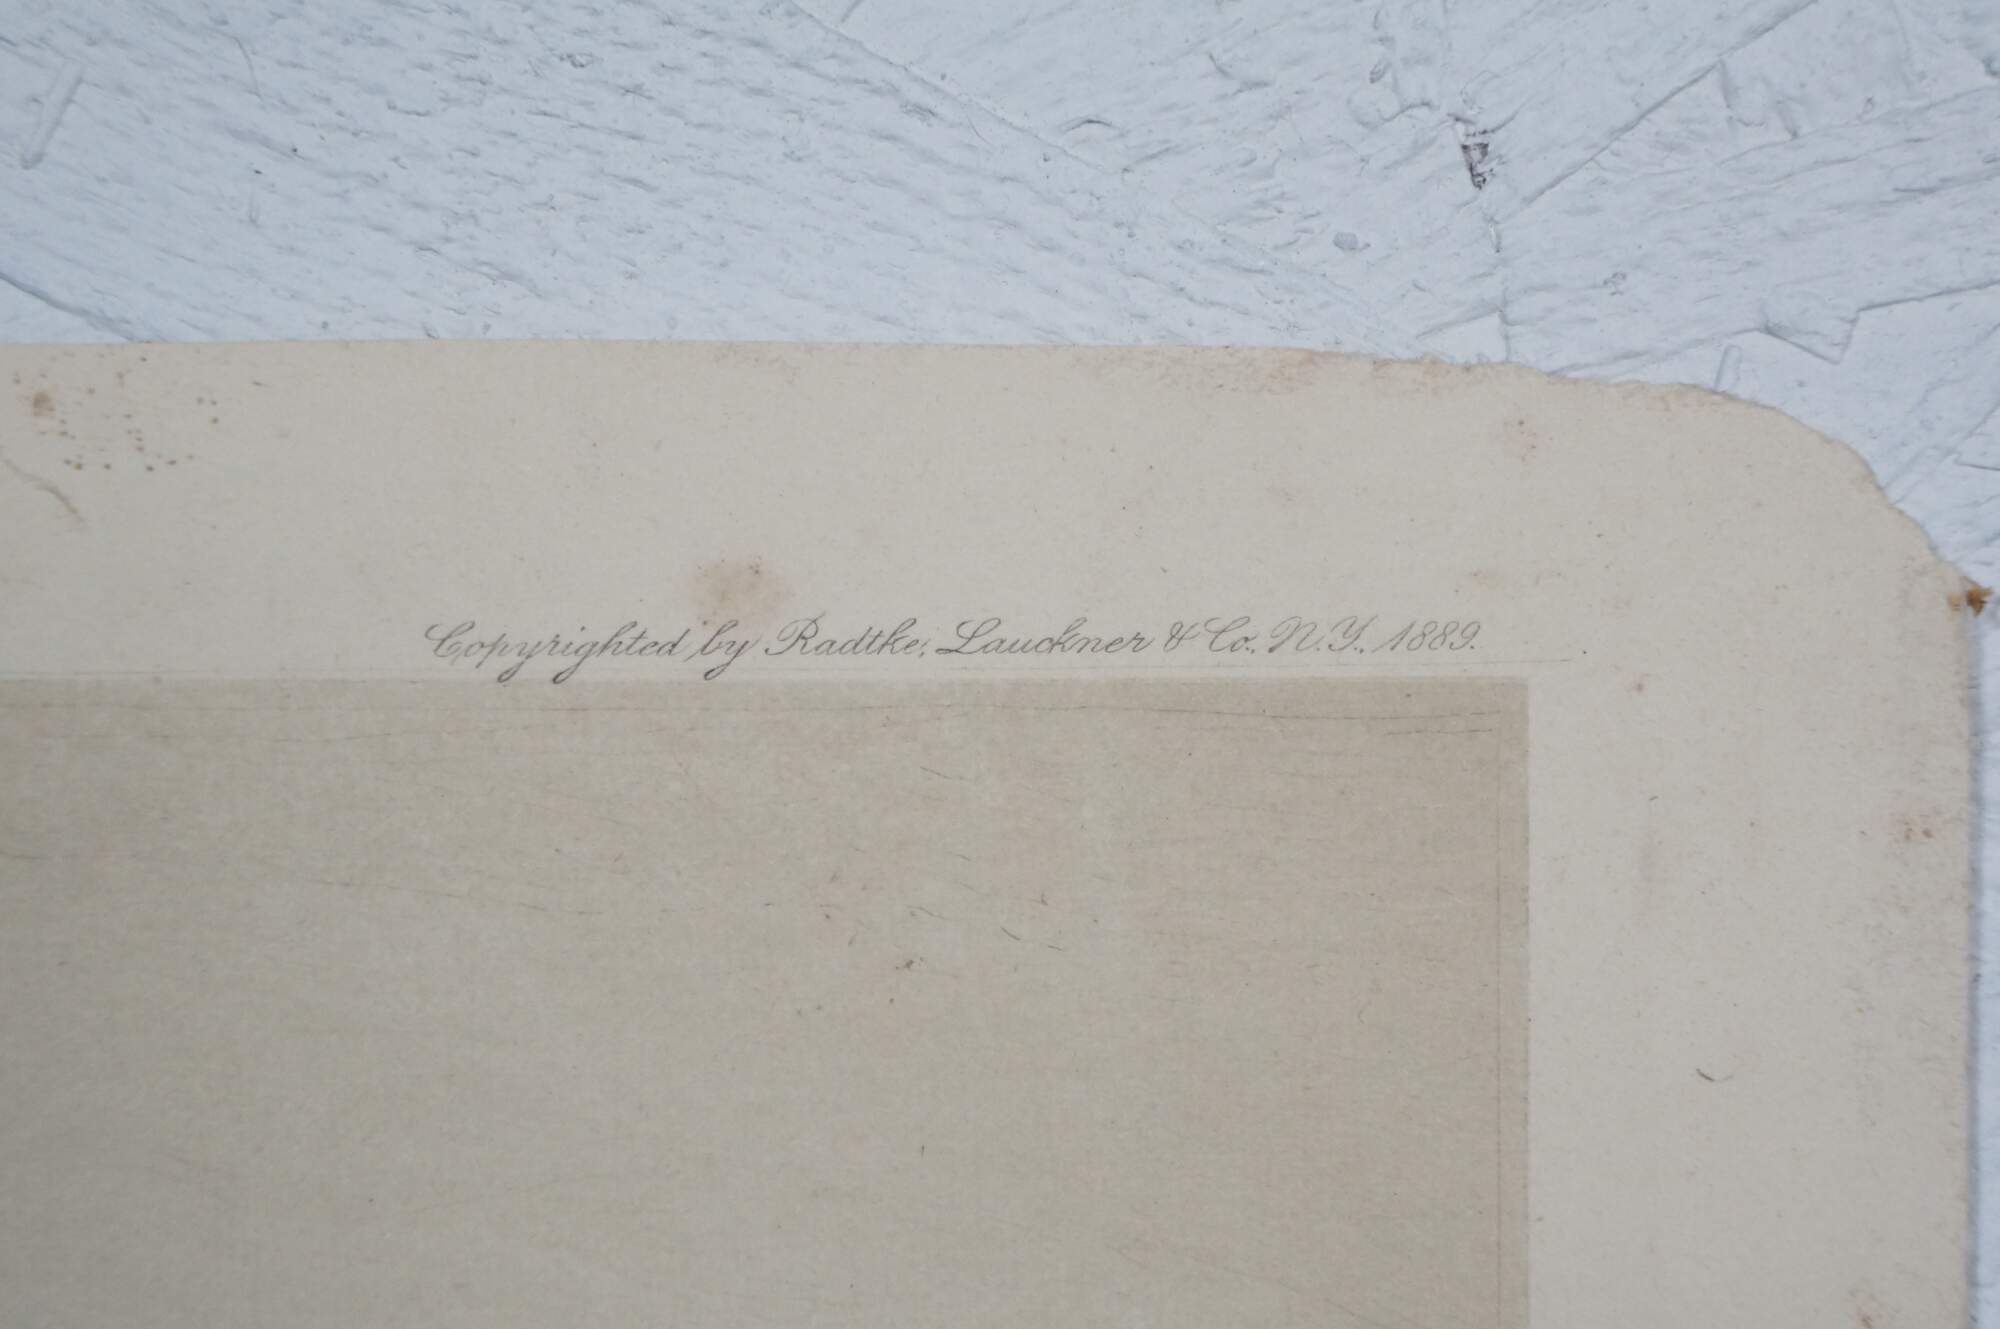 Copyrighted by Radtke, Lauckner & Co., N.Y., 1889.